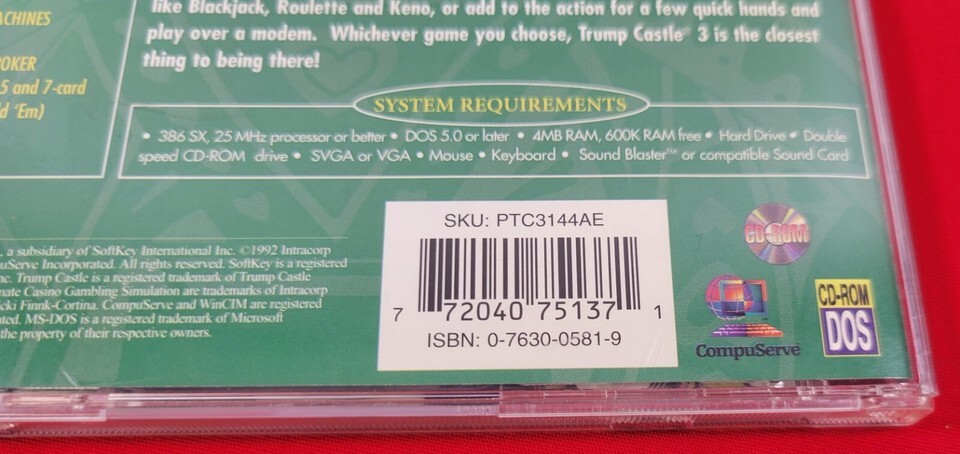 ACHINES
OKER
5 and 7-card
d 'Em)
like Blackjack, Roulette and Keno, or add to the action for a few quick hands and
play over a modem. Whichever game you choose, Trump Castle® 3 is the closest
thing to being there!
SYSTEM REQUIREMENTS
• 386 SX, 25 MHz processor or better • DOS 5.0 or later • 4MB RAM, 600K RAM free • Hard Drive • Double
speed CD-ROM drive • SVGA or VGA • Mouse • Keyboard • Sound Blaster™ or compatible Sound Card
, a subsidiary of SoftKey International Inc. ©1992 Intracorp
uServe Incorporated. All rights reserved. SoftKey is a registered
nc. Trump Castle is a registered trademark of Trump Castle
mate Casino Gambling Simulation are trademarks of Intracorp
cki Finnk-Cortina. CompuServe and WinCIM are registered
ted. MS-DOS is a registered trademark of Microsoft
the property of their respective owners.
SKU: PTC3144AE
7 72040 75137 1
ISBN: 0-7630-0581-9
CD-ROM
CompuServe®
CD-ROM
DOS